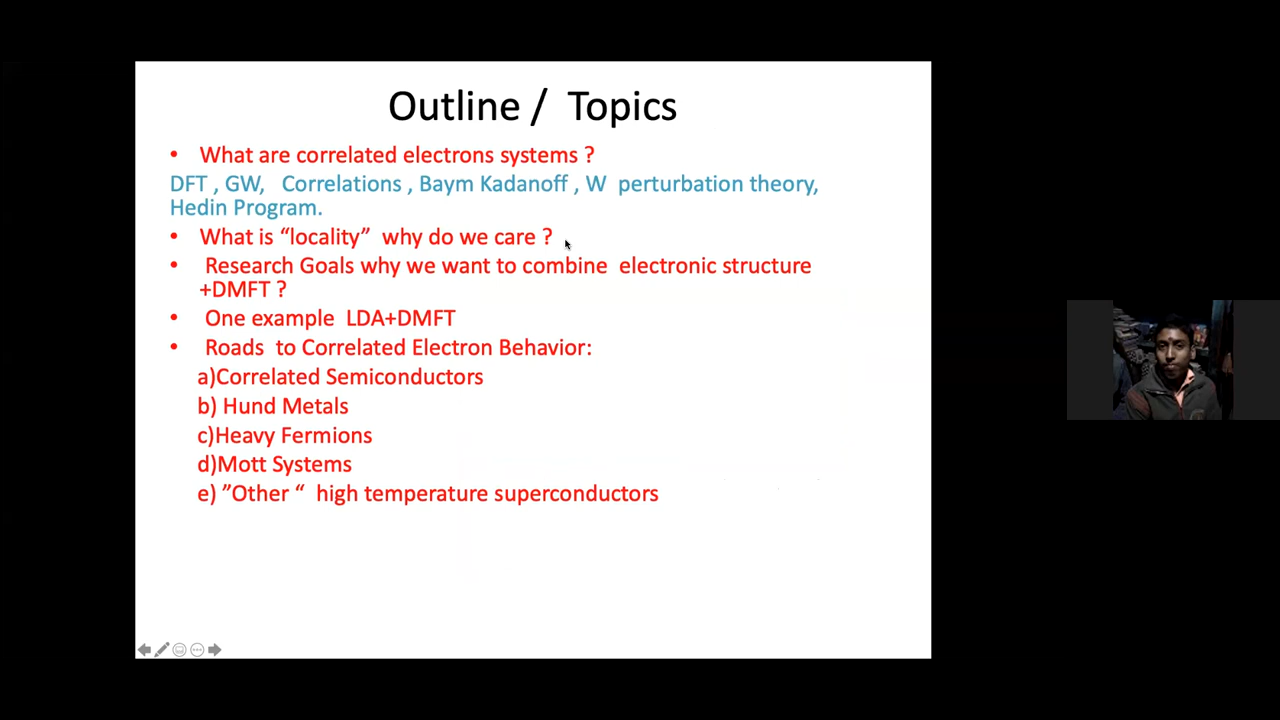 Outline / Topics
• What are correlated electrons systems ?
DFT , GW, Correlations , Baym Kadanoff , W perturbation theory,
Hedin Program.
• What is “locality” why do we care ?
• Research Goals why we want to combine electronic structure
+DMFT ?
• One example LDA+DMFT
• Roads to Correlated Electron Behavior:
a)Correlated Semiconductors
b) Hund Metals
c)Heavy Fermions
d)Mott Systems
e) ”Other “ high temperature superconductors